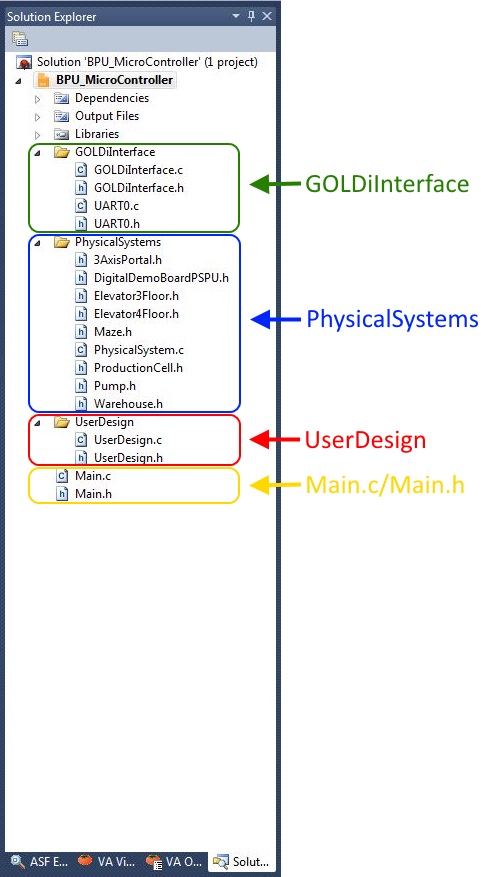 Solution Explorer
Solution 'BPU_MicroController' (1 project)
BPU_MicroController
Dependencies
Output Files
Libraries
GOLDiInterface
GOLDiInterface.c
GOLDiInterface.h
UART0.c
UART0.h
GOLDiInterface
PhysicalSystems
3AxisPortal.h
DigitalDemoBoardPSPU.h
Elevator3Floor.h
Elevator4Floor.h
Maze.h
PhysicalSystem.c
ProductionCell.h
Pump.h
Warehouse.h
PhysicalSystems
UserDesign
UserDesign.c
UserDesign.h
UserDesign
Main.c
Main.h
Main.c/Main.h
ASF E... VA Vi... VA O... Solut...